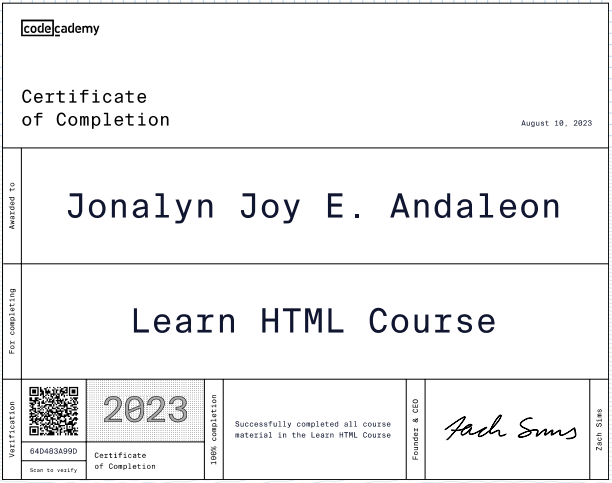 codecademy
Certificate
of Completion
August 10, 2023
Awarded to
Jonalyn Joy E. Andaleon
For completing
Learn HTML Course
Verification
64D483A99D
Scan to verify
2023
Certificate
of Completion
100% completion
Successfully completed all course
material in the Learn HTML Course
Founder & CEO
Zach Sims
Zach Sims